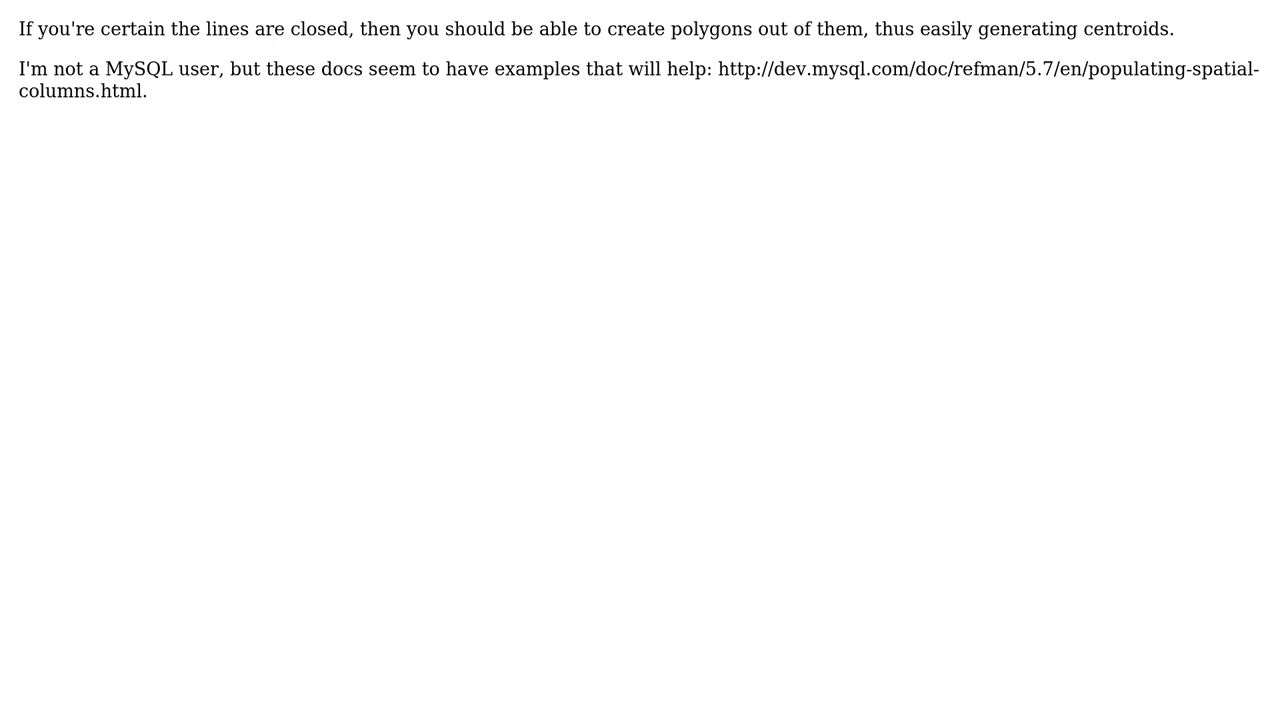 If you're certain the lines are closed, then you should be able to create polygons out of them, thus easily generating centroids.
I'm not a MySQL user, but these docs seem to have examples that will help: http://dev.mysql.com/doc/refman/5.7/en/populating-spatial-
columns.html.